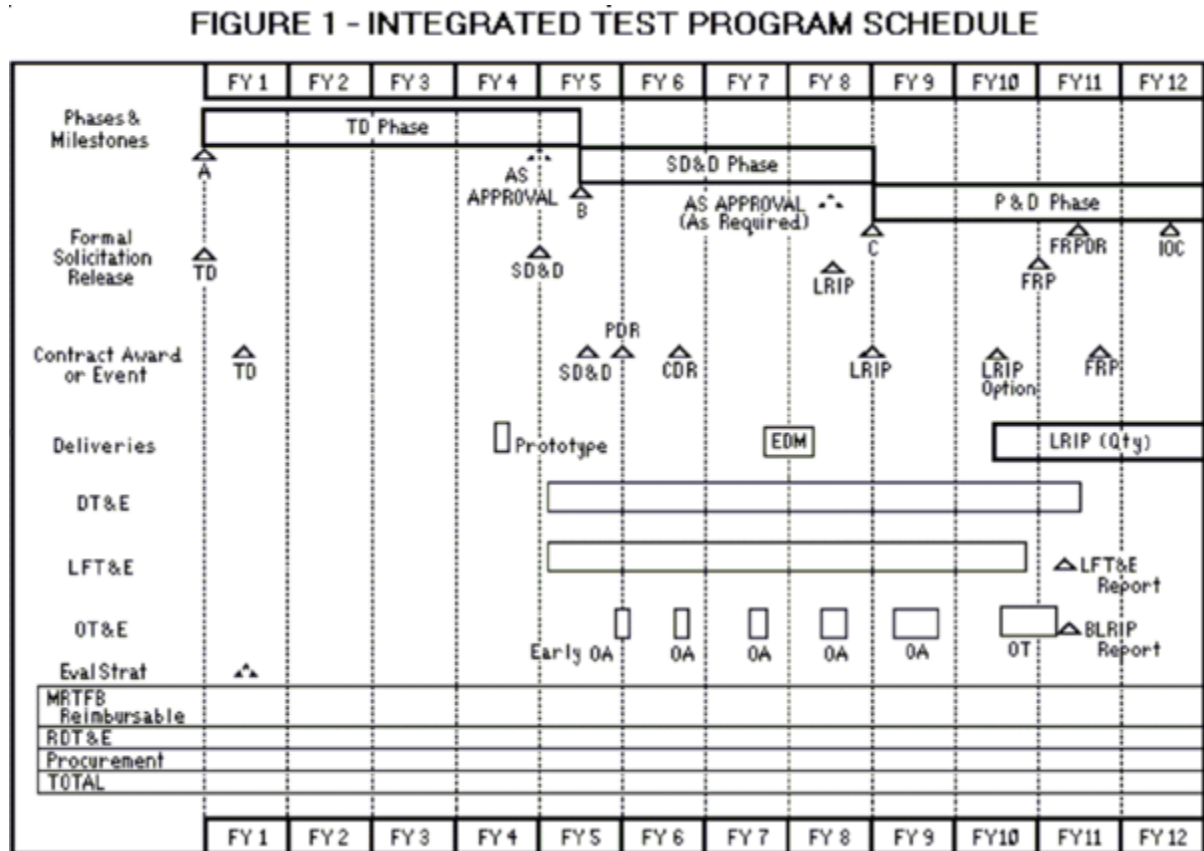 FIGURE 1 - INTEGRATED TEST PROGRAM SCHEDULE
FY 1 FY 2 FY 3 FY 4 FY 5 FY 6 FY 7 FY 8 FY 9 FY10 FY11 FY 12
Phases &
Milestones
TD Phase
SD&D Phase
P & D Phase
A
AS
APPROVAL
B
AS APPROVAL
(As Required)
C
FRPDR
IOC
Formal
Solicitation
Release
TD
SD&D
LRIP
FRP
Contract Award
or Event
TD
SD&D
PDR
CDR
LRIP
LRIP
Option
FRP
Deliveries
Prototype
EDM
LRIP (Qty)
DT&E
LFT&E
LFT&E
Report
OT&E
Early OA
OA
OA
OA
OA
OT
BLRIP
Report
Eval Strat
MRTFB
Reimbursable
RDT&E
Procurement
TOTAL
FY 1 FY 2 FY 3 FY 4 FY 5 FY 6 FY 7 FY 8 FY 9 FY10 FY11 FY 12